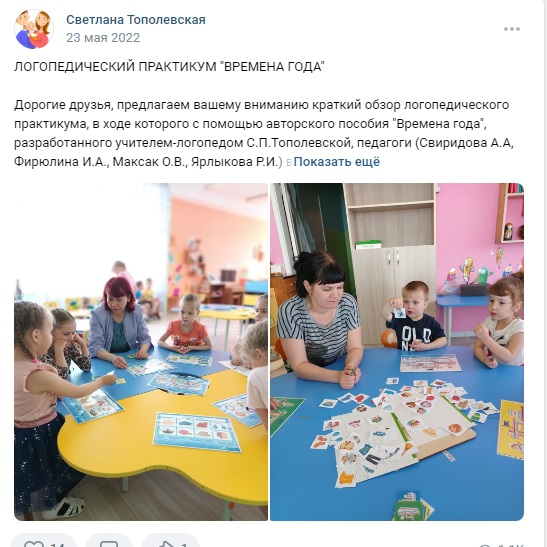 Светлана Тополевская
23 мая 2022
ЛОГОПЕДИЧЕСКИЙ ПРАКТИКУМ "ВРЕМЕНА ГОДА"
Дорогие друзья, предлагаем вашему вниманию краткий обзор логопедического
практикума, в ходе которого с помощью авторского пособия "Времена года",
разработанного учителем-логопедом С.П.Тополевской, педагоги (Свиридова А.А,
Фирюлина И.А., Максак О.В., Ярлыкова Р.И.) в Показать ещё
OLD